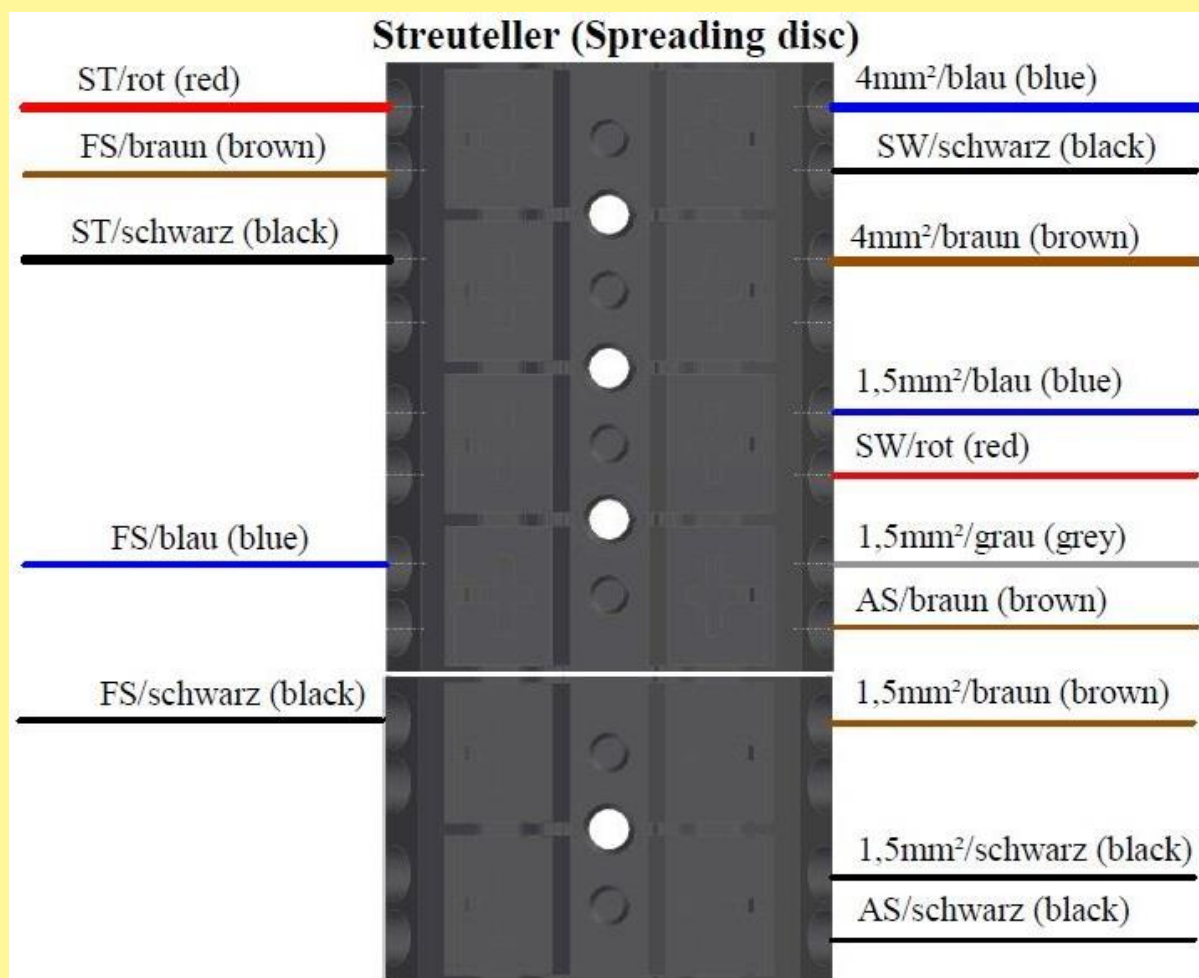 Streuteller (Spreading disc)
ST/rot (red)
4mm²/blau (blue)
FS/braun (brown)
SW/schwarz (black)
ST/schwarz (black)
4mm²/braun (brown)
1,5mm²/blau (blue)
SW/rot (red)
FS/blau (blue)
1,5mm²/grau (grey)
AS/braun (brown)
FS/schwarz (black)
1,5mm²/braun (brown)
1,5mm²/schwarz (black)
AS/schwarz (black)